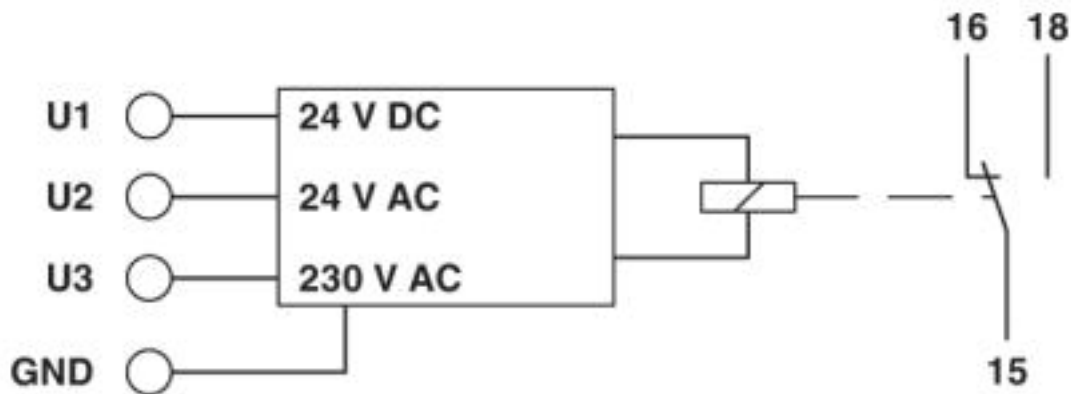 16 18
U1 24 V DC
U2 24 V AC
U3 230 V AC
GND
15